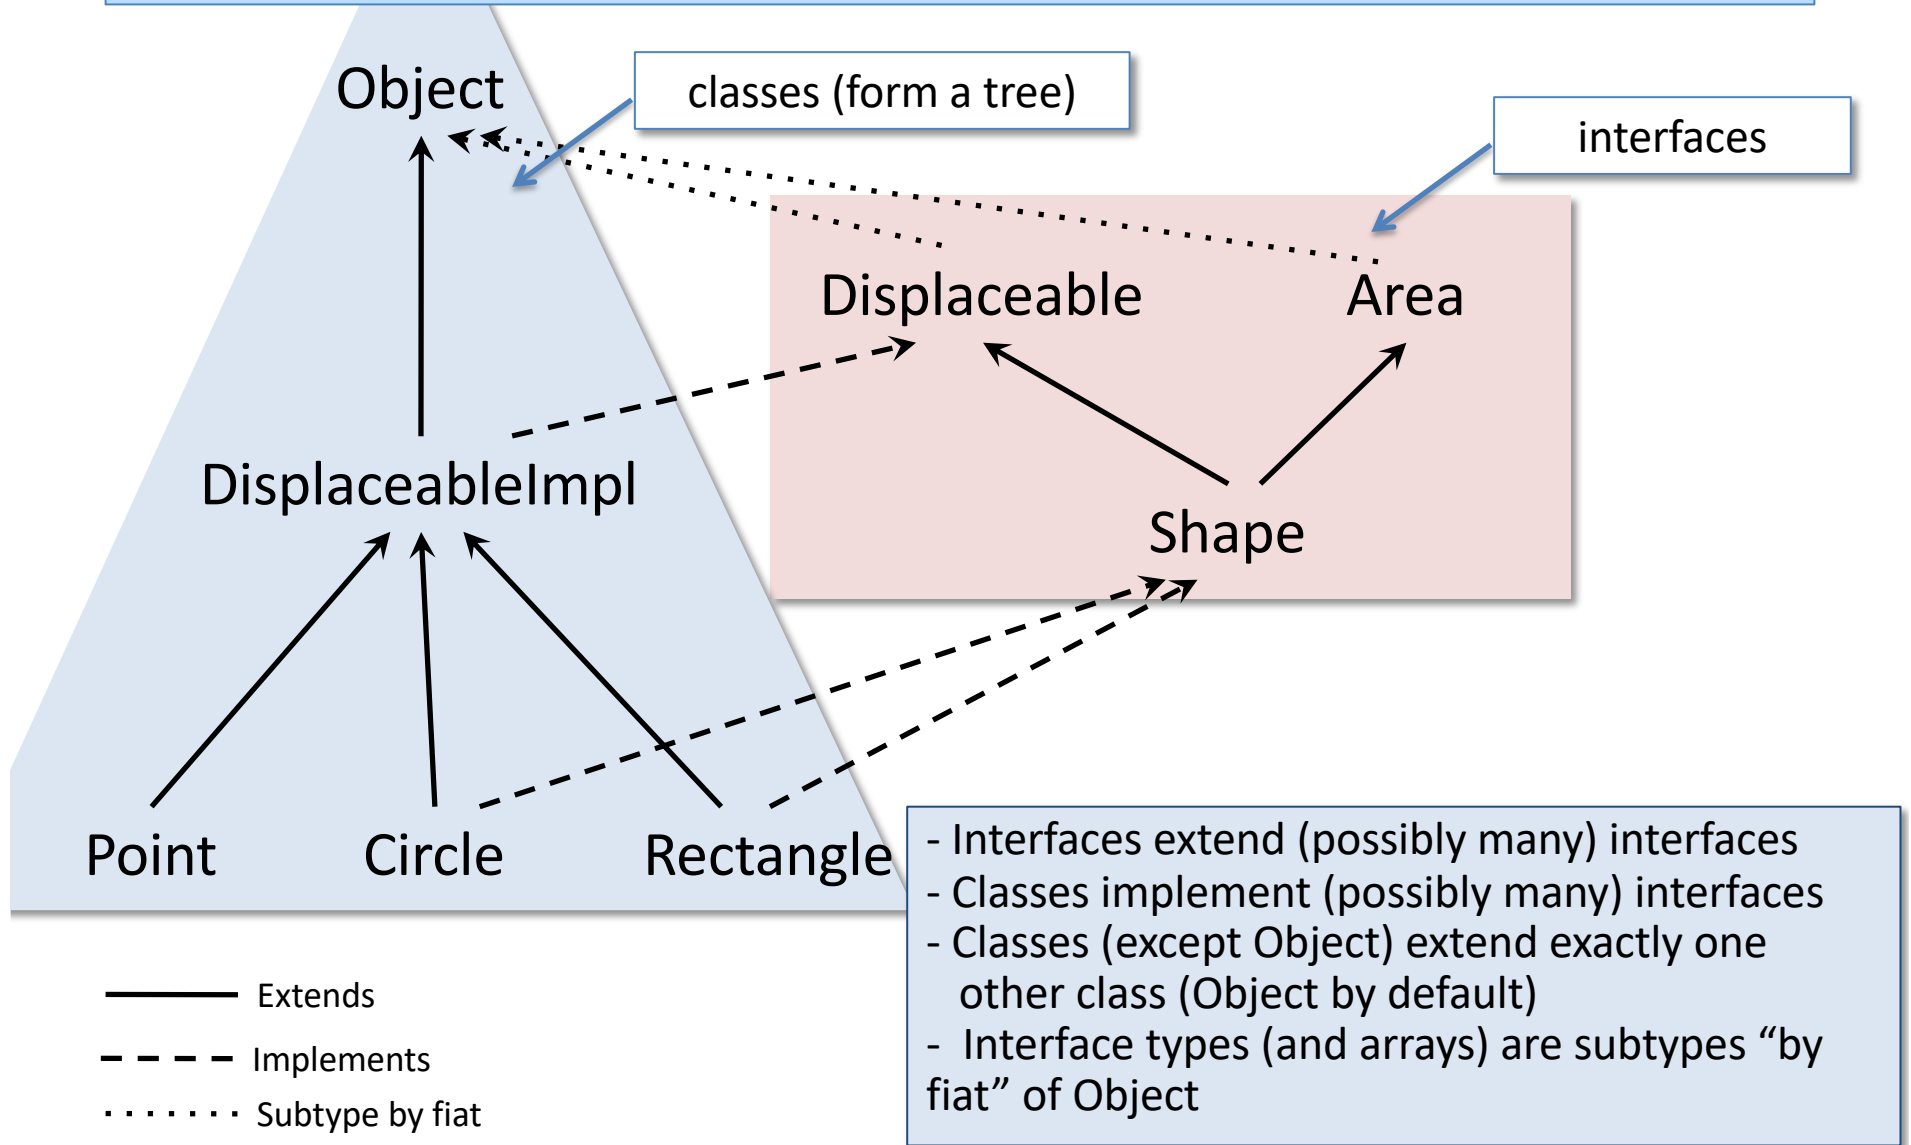 Object
classes (form a tree)
interfaces
Displaceable
Area
DisplaceableImpl
Shape
Point
Circle
Rectangle
- Interfaces extend (possibly many) interfaces
- Classes implement (possibly many) interfaces
- Classes (except Object) extend exactly one
other class (Object by default)
- Interface types (and arrays) are subtypes “by
fiat” of Object
Extends
Implements
Subtype by fiat